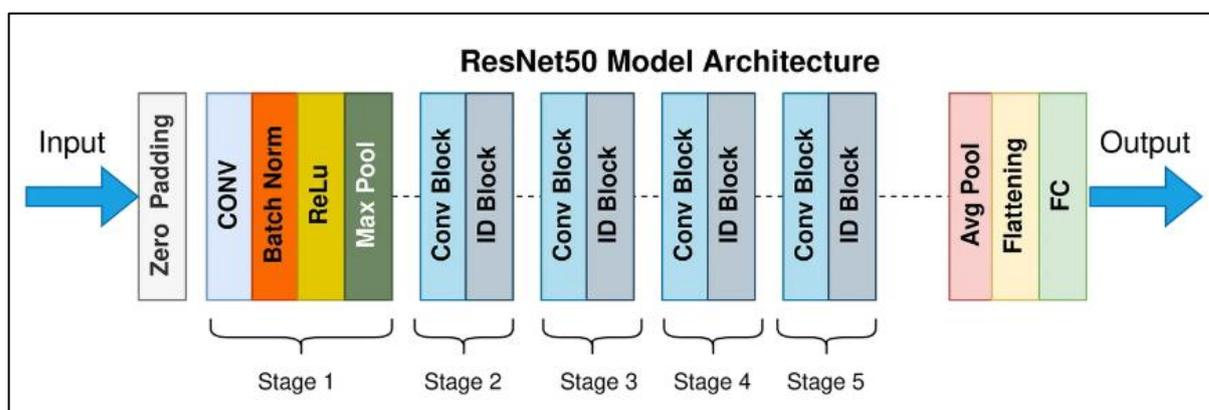 ResNet50 Model Architecture
Input
Zero Padding
CONV
Batch Norm
ReLu
Max Pool
Conv Block
ID Block
Conv Block
ID Block
Conv Block
ID Block
Conv Block
ID Block
Avg Pool
Flattening
FC
Output
Stage 1
Stage 2
Stage 3
Stage 4
Stage 5